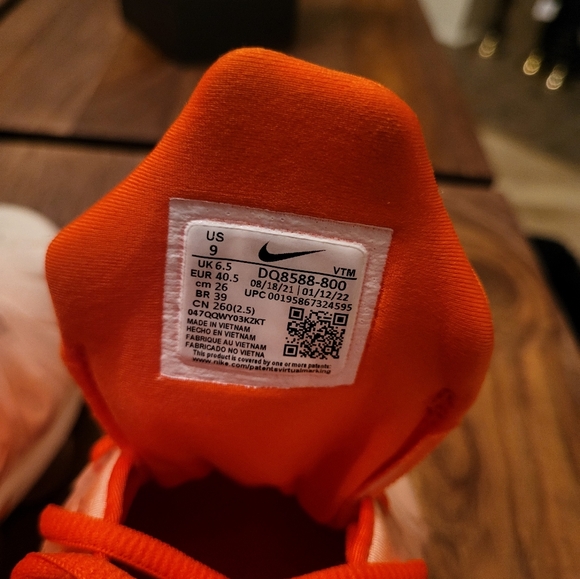 US
9
UK 6.5
EUR 40.5
cm 26
BR 39
CN 260(2.5)
DQ8588-800
VTM
08/18/21 | 01/12/22
UPC 00195867324595
047QQWY03KZKT
MADE IN VIETNAM
HECHO EN VIETNAM
FABRIQUE AU VIETNAM
FABRICADO NO VIETNA
This product is covered by one or more patents
www.nike.com/patentsvirtualmarking